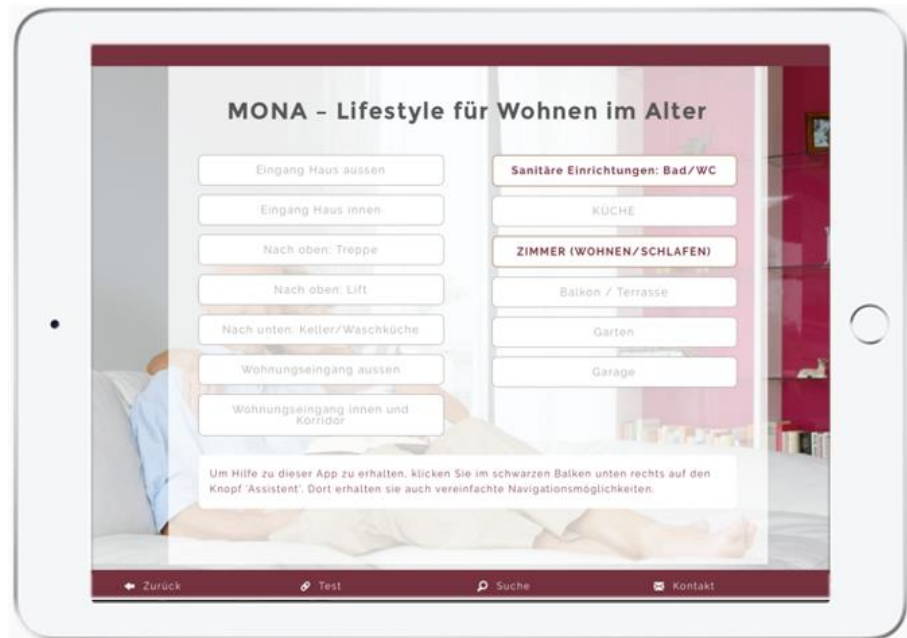 MONA – Lifestyle für Wohnen im Alter
Eingang Haus aussen
Eingang Haus innen
Nach oben: Treppe
Nach oben: Lift
Nach unten: Keller/Waschküche
Wohnungseingang aussen
Wohnungseingang innen und
Korridor
Sanitäre Einrichtungen: Bad/WC
KÜCHE
ZIMMER (WOHNEN/SCHLAFEN)
Balkon / Terrasse
Garten
Garage
Um Hilfe zu dieser App zu erhalten, klicken Sie im schwarzen Balken unten rechts auf den
Knopf 'Assistent'. Dort erhalten sie auch vereinfachte Navigationsmöglichkeiten.
Zurück
Test
Suche
Kontakt